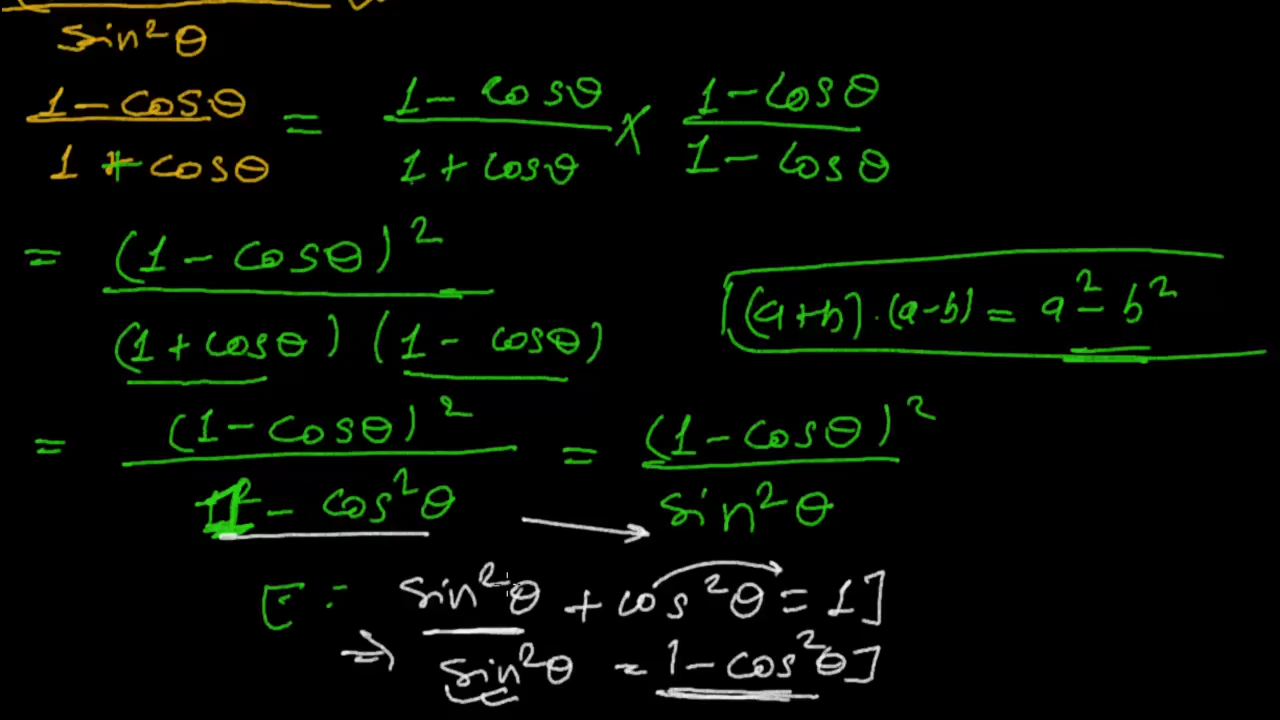 sin²θ
(1 - cosθ)/(1 + cosθ) = (1 - cosθ)/(1 + cosθ) × (1 - cosθ)/(1 - cosθ)
= (1 - cosθ)²/(1 + cosθ)(1 - cosθ)
[(a+b).(a-b) = a² - b²
= (1 - cosθ)²/1² - cos²θ = (1 - cosθ)²/sin²θ
[∵ sin²θ + cos²θ = 1]
⇒ sin²θ = 1 - cos²θ]